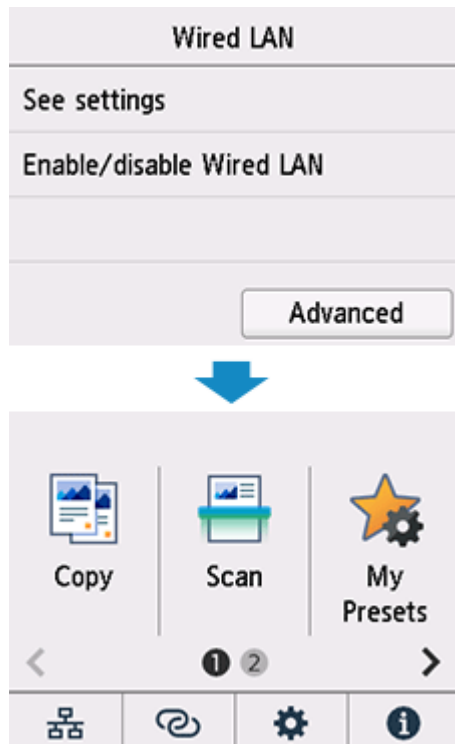 Wired LAN
See settings
Enable/disable Wired LAN
Advanced
Copy
Scan
My
Presets
1 2